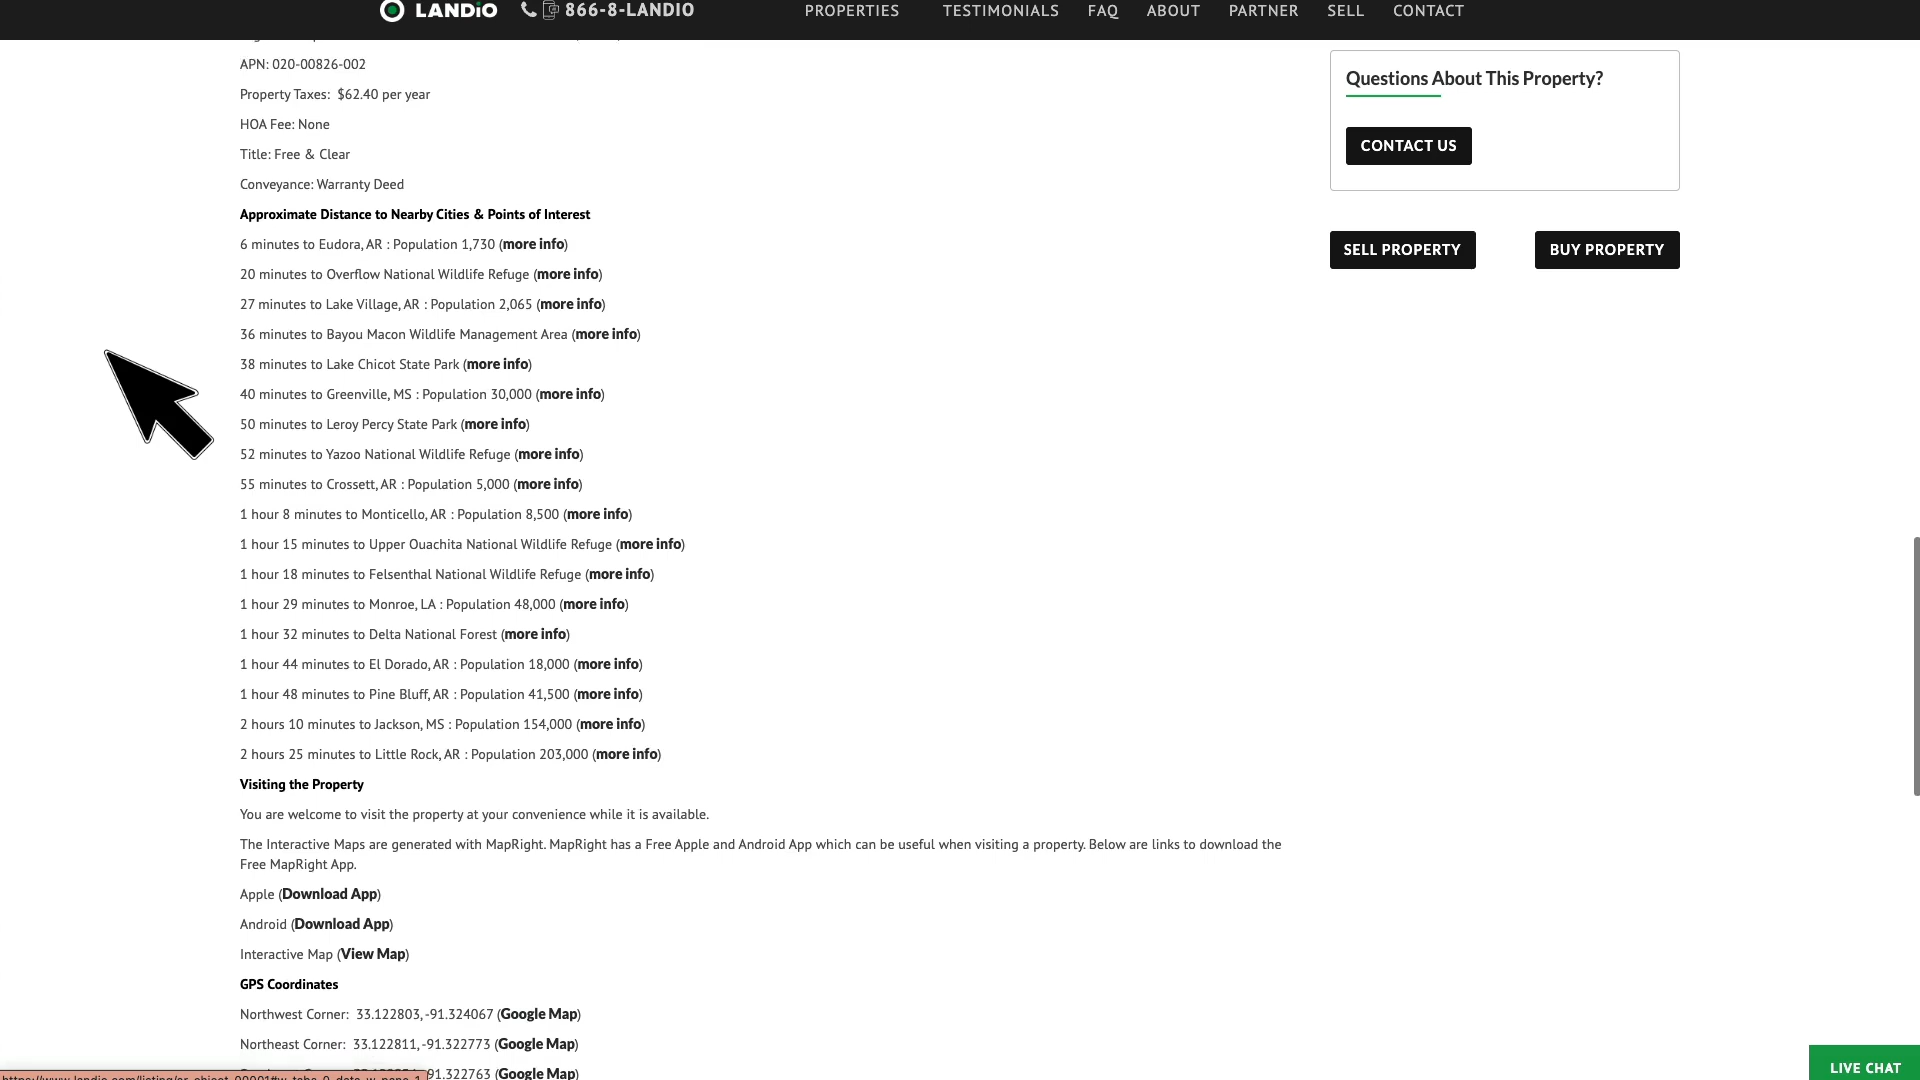 LANDiO 866-8-LANDIO PROPERTIES TESTIMONIALS FAQ ABOUT PARTNER SELL CONTACT
APN: 020-00826-002
Property Taxes:  $62.40 per year
HOA Fee: None
Title: Free & Clear
Conveyance: Warranty Deed
Approximate Distance to Nearby Cities & Points of Interest
6 minutes to Eudora, AR : Population 1,730 (more info)
20 minutes to Overflow National Wildlife Refuge (more info)
27 minutes to Lake Village, AR : Population 2,065 (more info)
36 minutes to Bayou Macon Wildlife Management Area (more info)
38 minutes to Lake Chicot State Park (more info)
40 minutes to Greenville, MS : Population 30,000 (more info)
50 minutes to Leroy Percy State Park (more info)
52 minutes to Yazoo National Wildlife Refuge (more info)
55 minutes to Crossett, AR : Population 5,000 (more info)
1 hour 8 minutes to Monticello, AR : Population 8,500 (more info)
1 hour 15 minutes to Upper Ouachita National Wildlife Refuge (more info)
1 hour 18 minutes to Felsenthal National Wildlife Refuge (more info)
1 hour 29 minutes to Monroe, LA : Population 48,000 (more info)
1 hour 32 minutes to Delta National Forest (more info)
1 hour 44 minutes to El Dorado, AR : Population 18,000 (more info)
1 hour 48 minutes to Pine Bluff, AR : Population 41,500 (more info)
2 hours 10 minutes to Jackson, MS : Population 154,000 (more info)
2 hours 25 minutes to Little Rock, AR : Population 203,000 (more info)
Visiting the Property
You are welcome to visit the property at your convenience while it is available.
The Interactive Maps are generated with MapRight. MapRight has a Free Apple and Android App which can be useful when visiting a property. Below are links to download the
Free MapRight App.
Apple (Download App)
Android (Download App)
Interactive Map (View Map)
GPS Coordinates
Northwest Corner:  33.122803, -91.324067 (Google Map)
Northeast Corner:  33.122811, -91.322773 (Google Map)
91.322763 (Google Map)
Questions About This Property?
CONTACT US
SELL PROPERTY BUY PROPERTY
LIVE CHAT